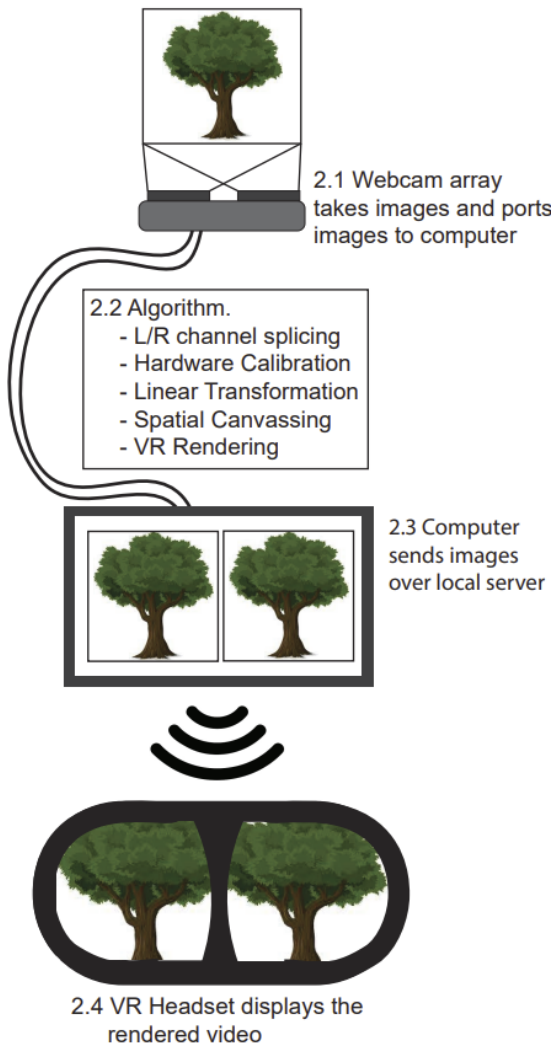 2.1 Webcam array
takes images and ports
images to computer
2.2 Algorithm.
- L/R channel splicing
- Hardware Calibration
- Linear Transformation
- Spatial Canvassing
- VR Rendering
2.3 Computer
sends images
over local server
2.4 VR Headset displays the
rendered video